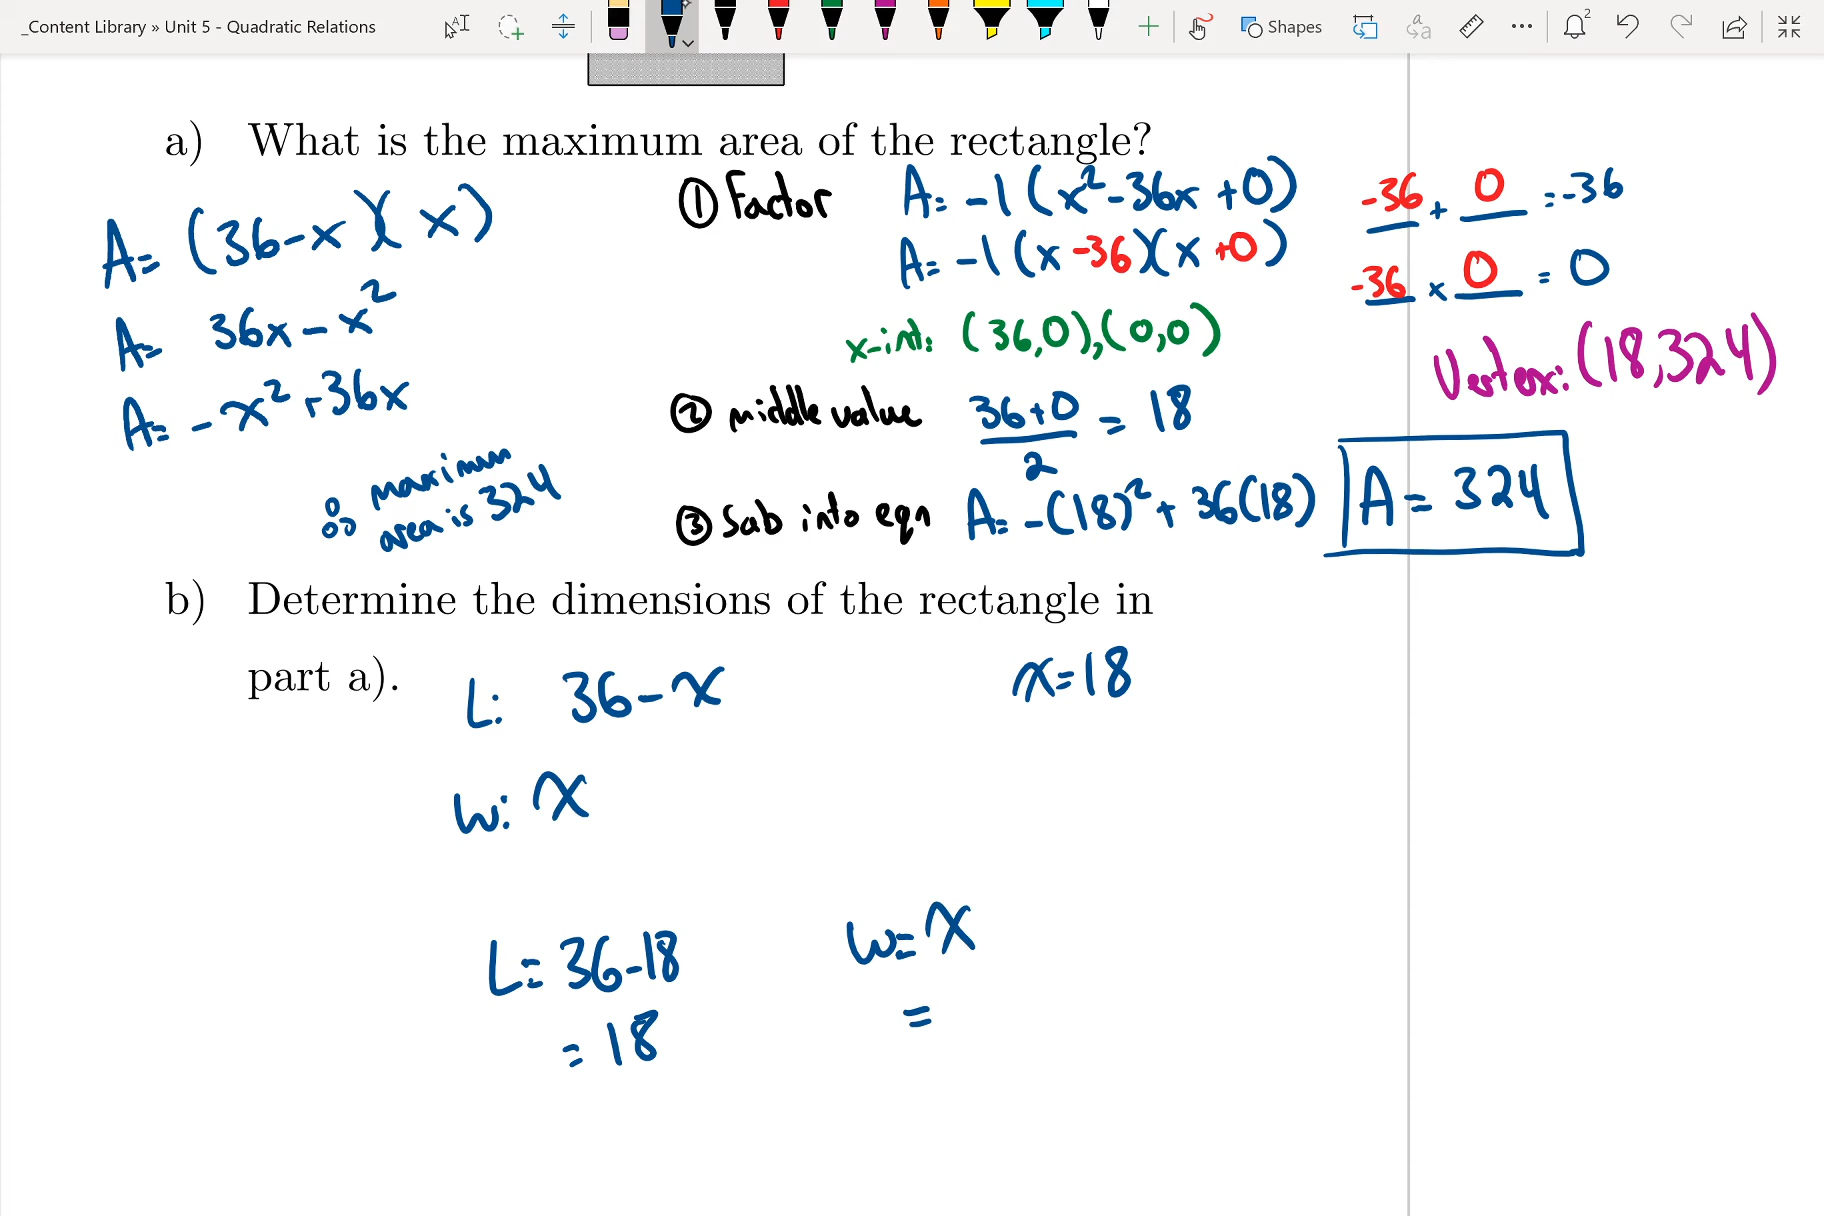 _Content Library » Unit 5 - Quadratic Relations
Shapes
2
a) What is the maximum area of the rectangle?
A= (36-x)(x)
A= 36x-x²
A= -x²+36x
∴ maximum
area is 324
① Factor A= -1(x²-36x+0)
A= -1(x-36)(x+0)
-36 + 0 = -36
-36 x 0 = 0
x-int: (36,0),(0,0)
Vertex: (18,324)
② middle value 36+0/2 = 18
③ Sub into eqn A= -(18)²+36(18)
A= 324
b) Determine the dimensions of the rectangle in
part a).
L: 36-x
x=18
W: x
L= 36-18
= 18
W= x
=